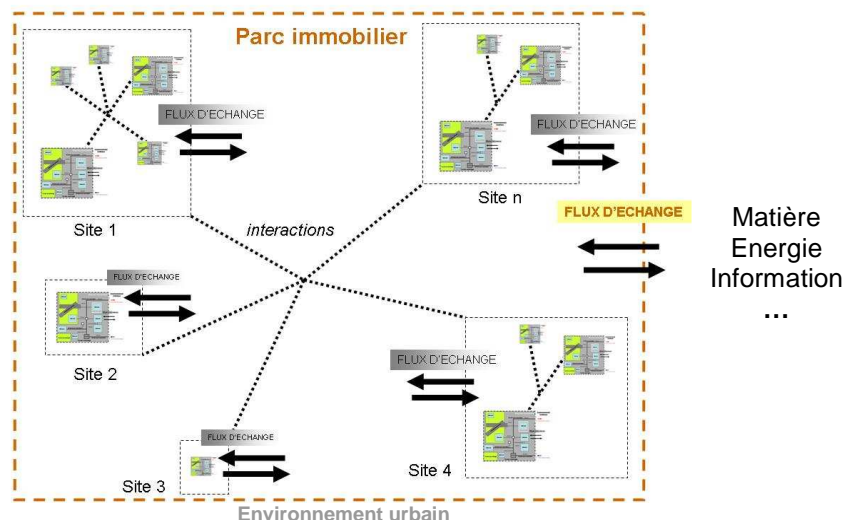 Parc immobilier
FLUX D'ECHANGE
Site 1
FLUX D'ECHANGE
Site n
interactions
FLUX D'ECHANGE
Matière
Energie
Information
...
FLUX D'ECHANGE
Site 2
FLUX D'ECHANGE
Site 4
FLUX D'ECHANGE
Site 3
Environnement urbain